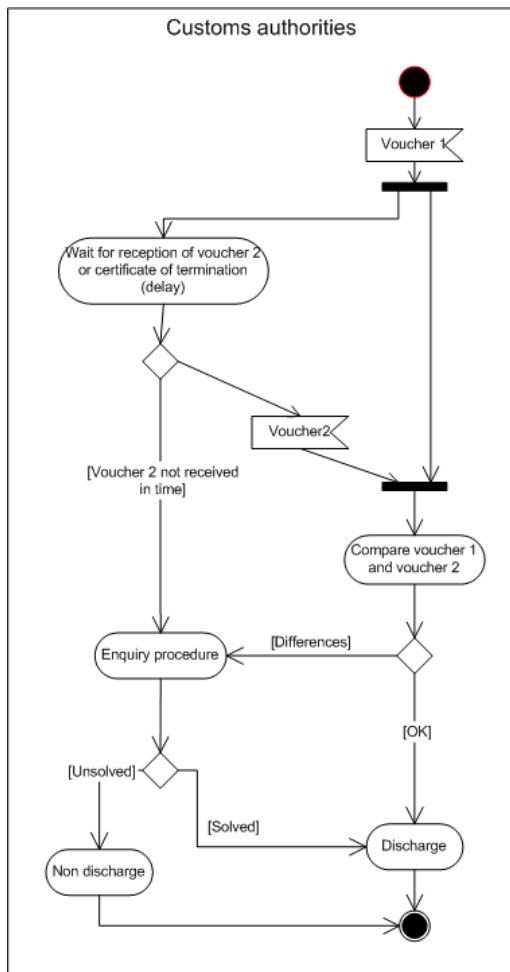 Customs authorities
Voucher 1
Wait for reception of voucher 2
or certificate of termination
(delay)
Voucher2
[Voucher 2 not received
in time]
Compare voucher 1
and voucher 2
[Differences]
Enquiry procedure
[OK]
[Unsolved]
[Solved]
Discharge
Non discharge